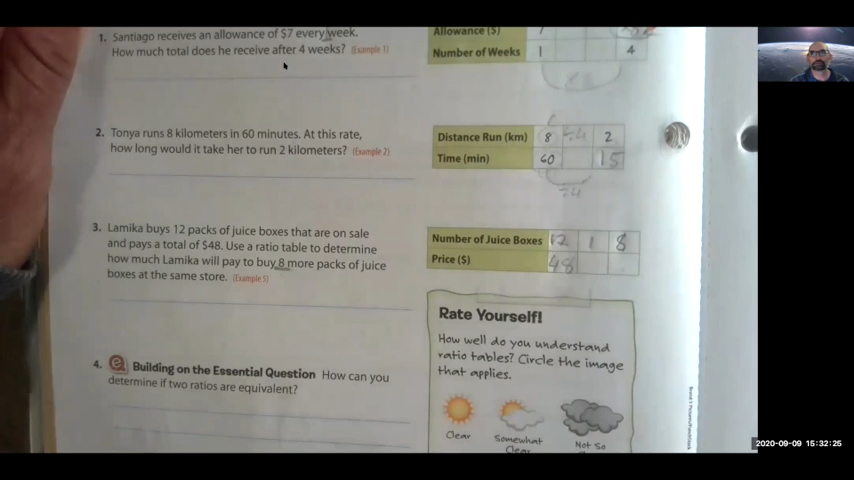 1. Santiago receives an allowance of $7 every week.
How much total does he receive after 4 weeks? (Example 1)
Allowance ($)
Number of Weeks 1 4
2. Tonya runs 8 kilometers in 60 minutes. At this rate,
how long would it take her to run 2 kilometers? (Example 2)
Distance Run (km) 8 ÷4 2
Time (min) 60 15
÷4
3. Lamika buys 12 packs of juice boxes that are on sale
and pays a total of $48. Use a ratio table to determine
how much Lamika will pay to buy 8 more packs of juice
boxes at the same store. (Example 5)
Number of Juice Boxes 12 1 8
Price ($) 48
Rate Yourself!
How well do you understand
ratio tables? Circle the image
that applies.
Clear
Somewhat
Clear
Not So
4. e Building on the Essential Question How can you
determine if two ratios are equivalent?
2020-09-09 15:32:25